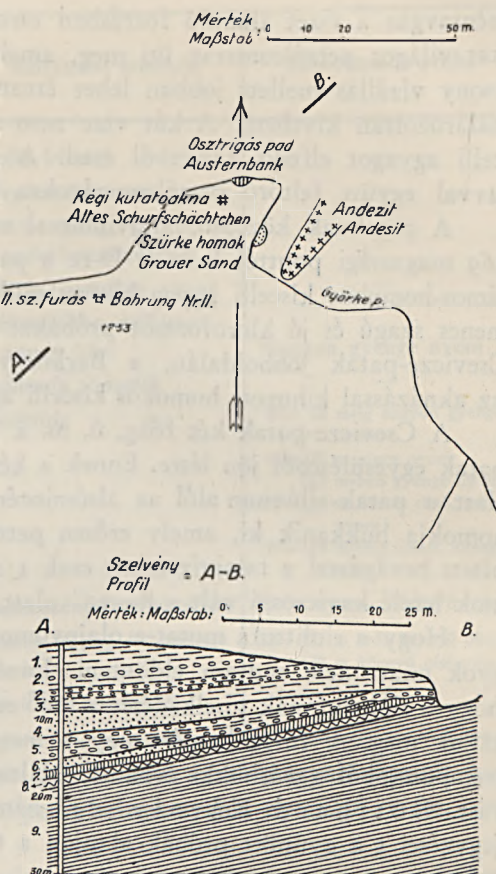 Mérték
Maßstab: 0 10 20 50 m.
B.
Osztrigás pad
Austernbank
Régi kutatóakna
Altes Schurfschächtchen
Szürke homok
Grauer Sand
Andezit
Andesit
Györke p.
II. sz. furás Bohrung Nr II.
A.
Szelvény
Profil = A-B.
Mérték: Maßstab: 0 5 10 15 20 25 m.
A. B.
1.
2.
3.
10m
4.
5.
6.
7.
8.
20m
9.
30m